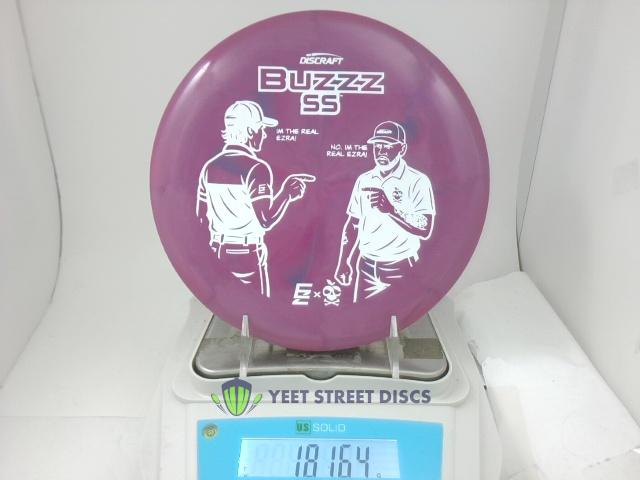 DISCRAFT
BUZZZ
SS
IM THE REAL
EZRA!
NO, IM THE
REAL EZRA!
EZ X
YEET STREET DISCS
US SOLID
181.64